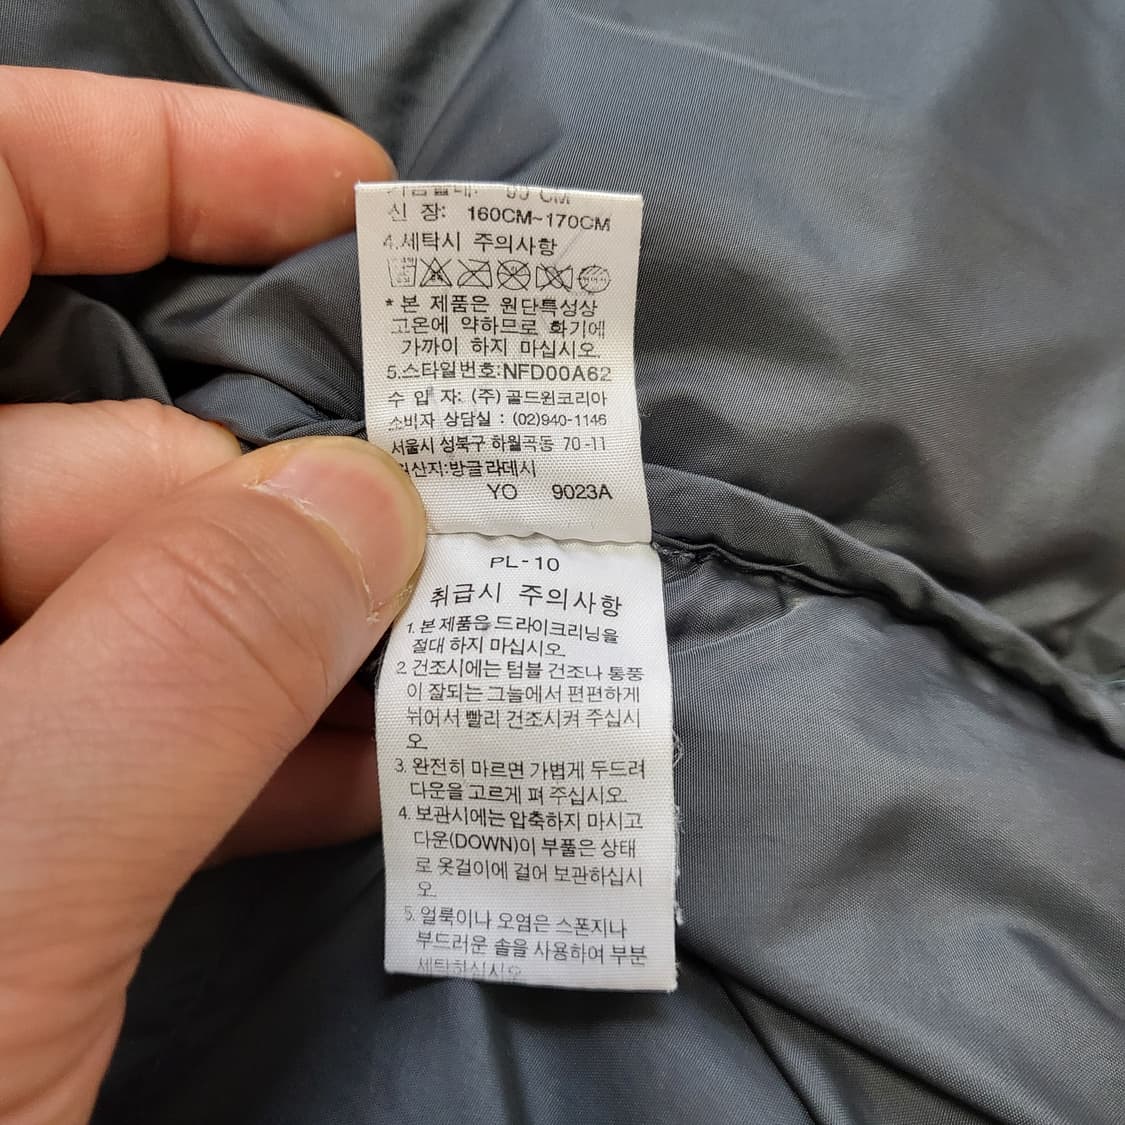 신 장: 160CM~170CM
4.세탁시 주의사항
* 본 제품은 원단특성상
고온에 약하므로 화기에
가까이 하지 마십시오.
5.스타일번호:NFD00A62
수 입 자: (주) 골드윈코리아
소비자 상담실 : (02)940-1146
서울시 성북구 하월곡동 70-11
원산지:방글라데시
YO 9023A
PL-10
취급시 주의사항
1. 본 제품은 드라이크리닝을
절대 하지 마십시오.
2. 건조시에는 텀블 건조나 통풍
이 잘되는 그늘에서 편편하게
뉘어서 빨리 건조시켜 주십시
오.
3. 완전히 마르면 가볍게 두드려
다운을 고르게 펴 주십시오.
4. 보관시에는 압축하지 마시고
다운(DOWN)이 부풀은 상태
로 옷걸이에 걸어 보관하십시
오.
5. 얼룩이나 오염은 스폰지나
부드러운 솔을 사용하여 부분
세탁하십시오